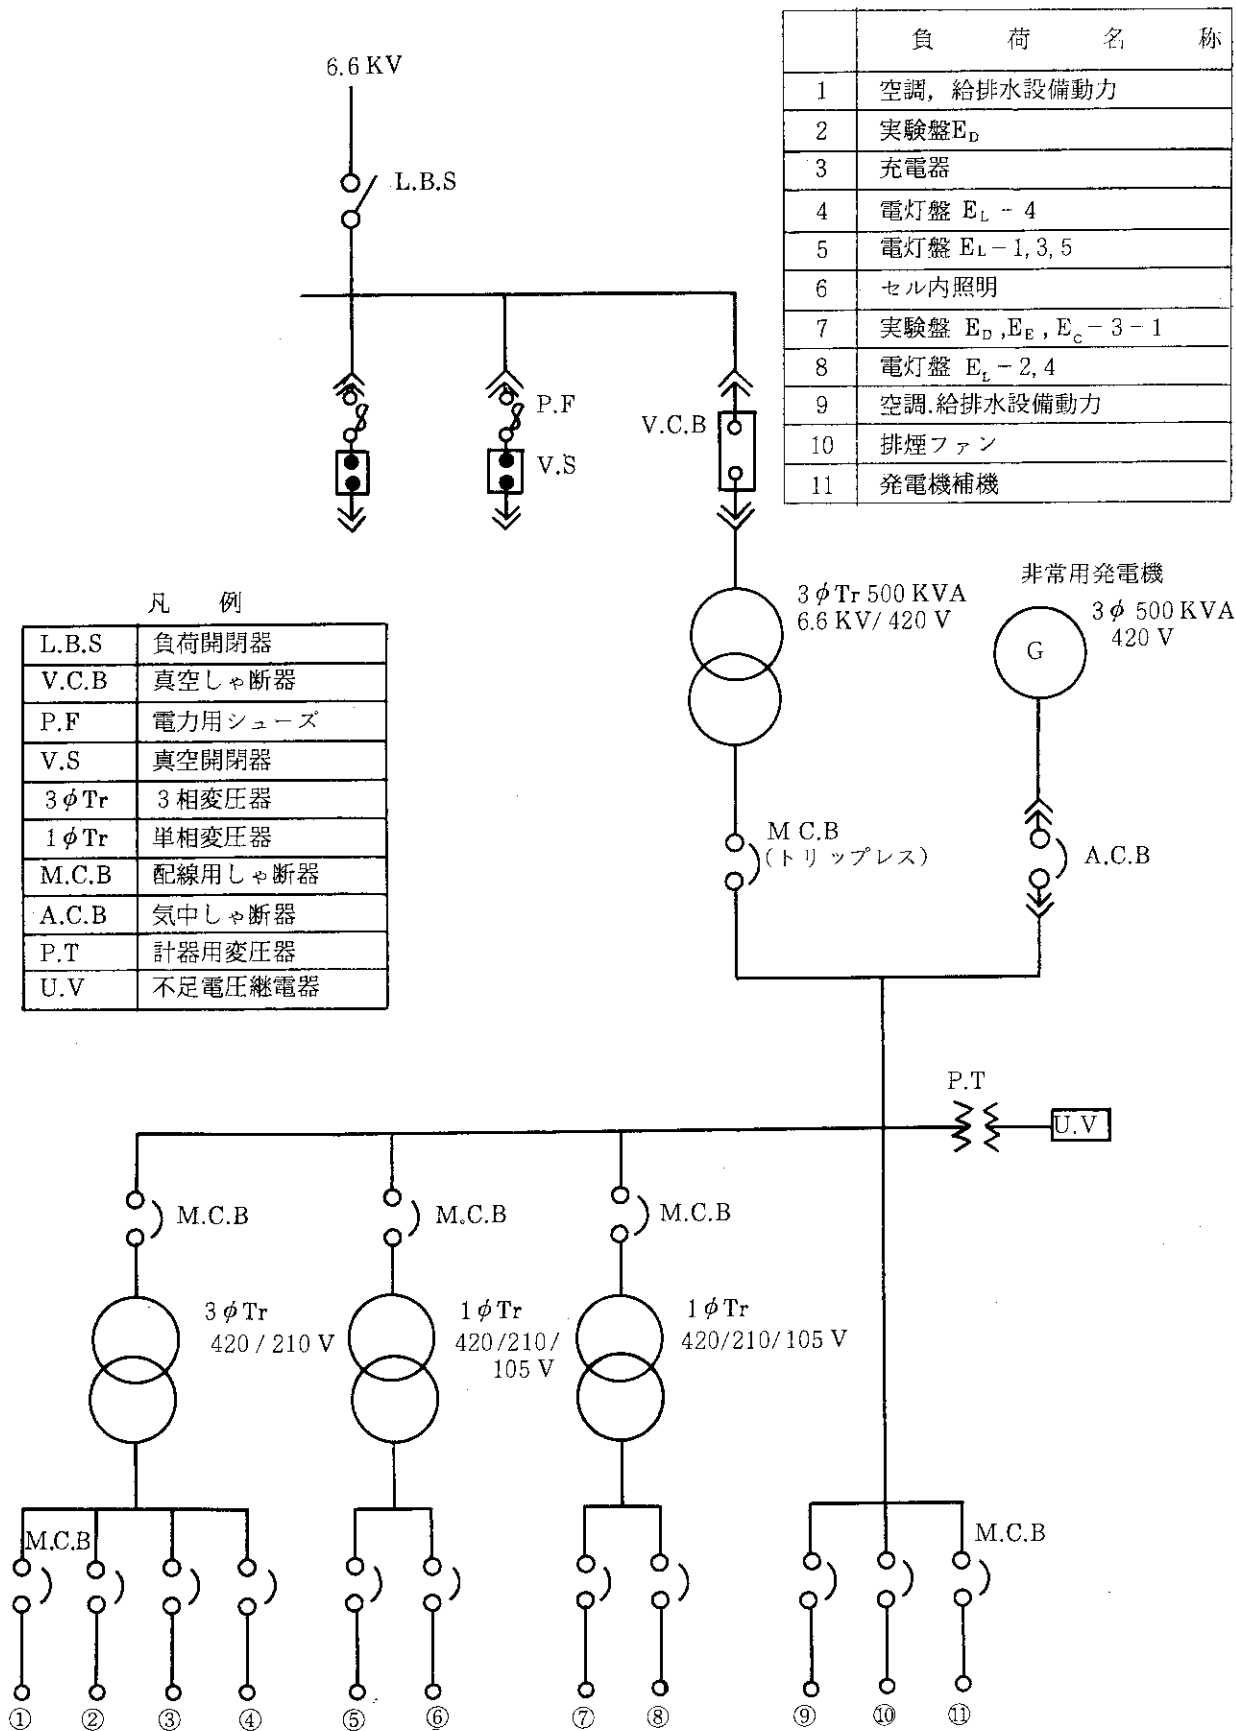 負荷名称
1 空調, 給排水設備動力
2 実験盤E_D
3 充電器
4 電灯盤 E_L - 4
5 電灯盤 E_L - 1, 3, 5
6 セル内照明
7 実験盤 E_D , E_E , E_C - 3 - 1
8 電灯盤 E_L - 2, 4
9 空調.給排水設備動力
10 排煙ファン
11 発電機補機
6.6 KV
L.B.S
P.F
V.S
V.C.B
3φTr 500 KVA
6.6 KV/ 420 V
非常用発電機
3φ 500 KVA
420 V
G
凡 例
L.B.S 負荷開閉器
V.C.B 真空しゃ断器
P.F 電力用シューズ
V.S 真空開閉器
3φTr 3相変圧器
1φTr 単相変圧器
M.C.B 配線用しゃ断器
A.C.B 気中しゃ断器
P.T 計器用変圧器
U.V 不足電圧継電器
M C.B
(トリップレス)
A.C.B
P.T
U.V
M.C.B
M.C.B
M.C.B
3φTr
420 / 210 V
1φTr
420/210/
105 V
1φTr
420/210/105 V
M.C.B
M.C.B
① ② ③ ④ ⑤ ⑥ ⑦ ⑧ ⑨ ⑩ ⑪